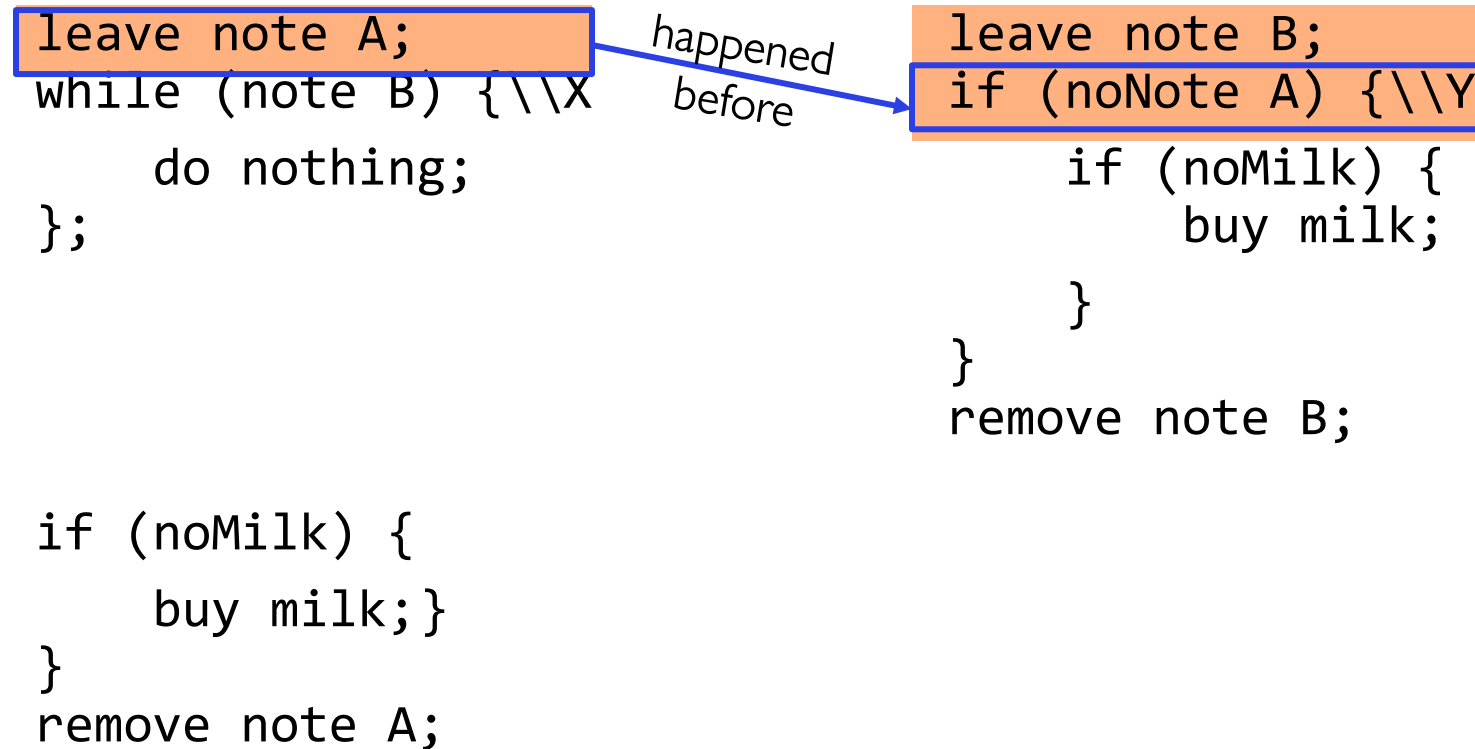 leave note A;
while (note B) {\\X
do nothing;
};
if (noMilk) {
buy milk;}
}
remove note A;
happened
before
leave note B;
if (noNote A) {\\Y
if (noMilk) {
buy milk;
}
}
remove note B;